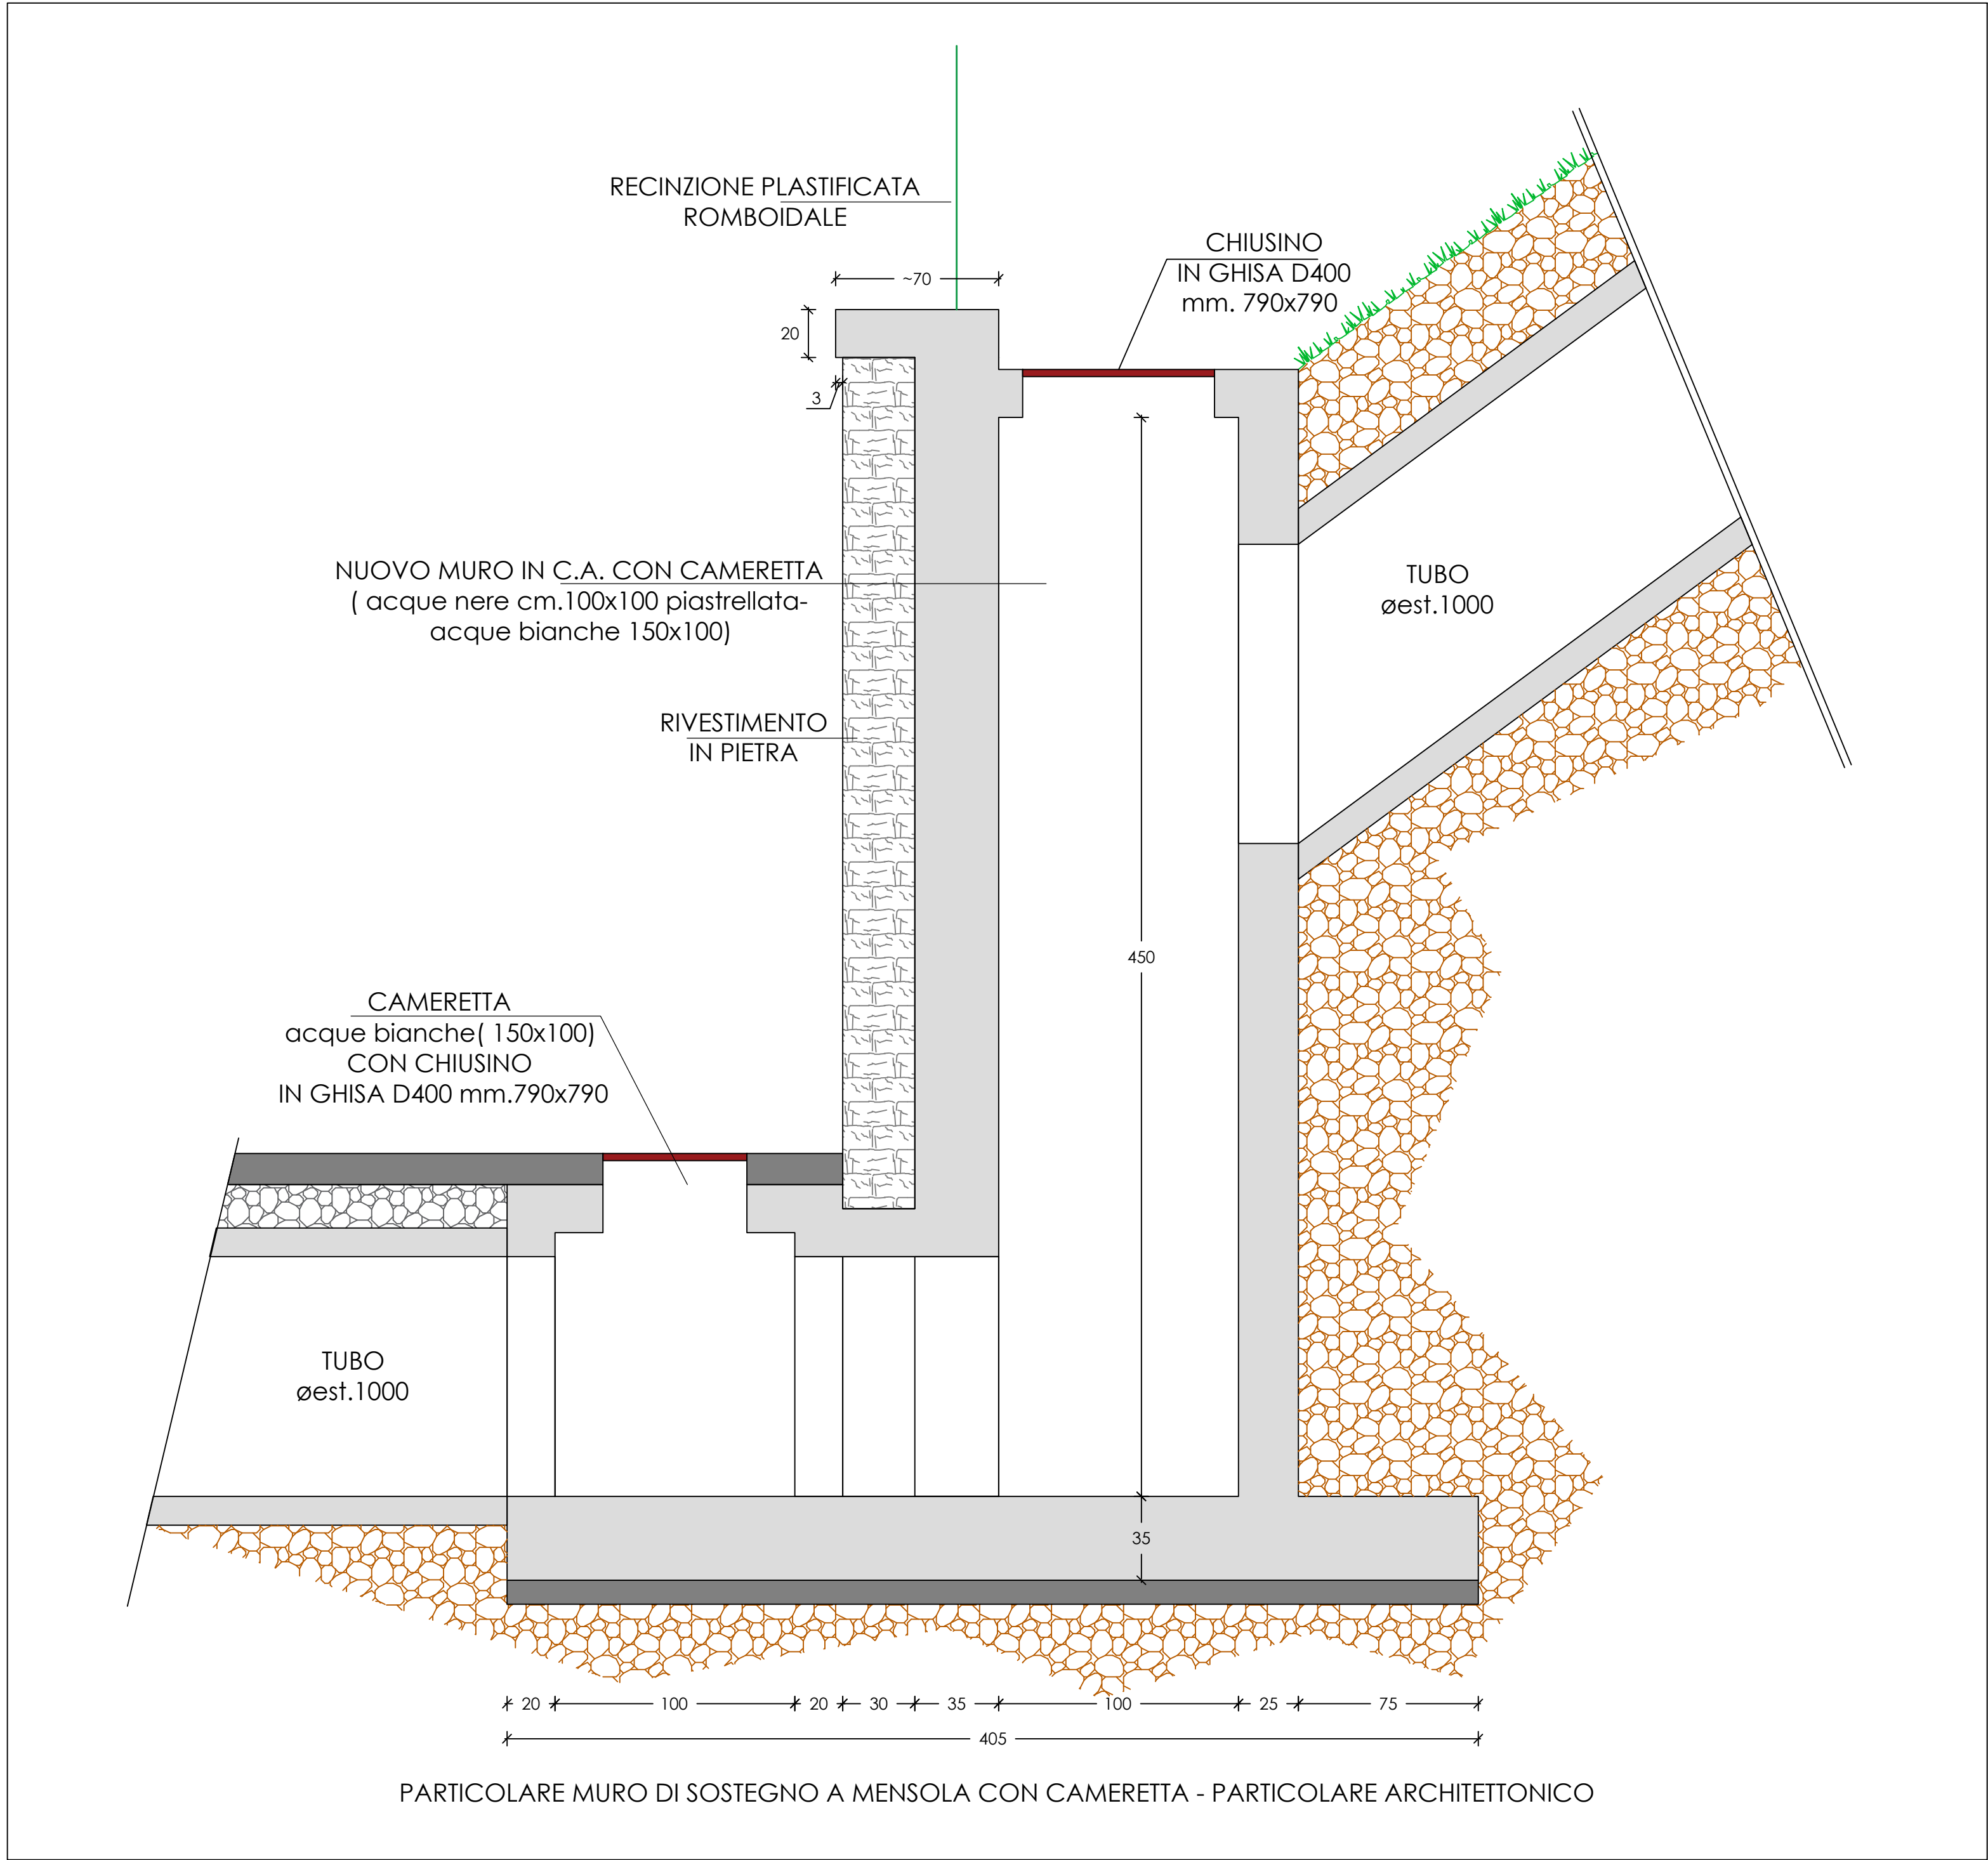 RECINZIONE PLASTIFICATA
ROMBOIDALE
CHIUSINO
IN GHISA D400
mm. 790x790
~70
20
3
NUOVO MURO IN C.A. CON CAMERETTA
( acque nere cm.100x100 piastrellata-
acque bianche 150x100)
TUBO
øest.1000
RIVESTIMENTO
IN PIETRA
450
CAMERETTA
acque bianche( 150x100)
CON CHIUSINO
IN GHISA D400 mm.790x790
TUBO
øest.1000
35
20 100 20 30 35 100 25 75
405
PARTICOLARE MURO DI SOSTEGNO A MENSOLA CON CAMERETTA - PARTICOLARE ARCHITETTONICO